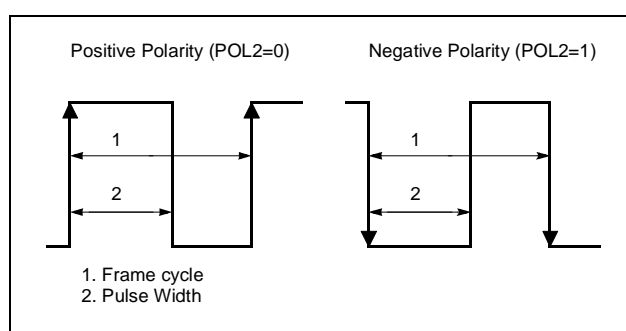 Positive Polarity (POL2=0)
Negative Polarity (POL2=1)
1
1
2
2
1. Frame cycle
2. Pulse Width